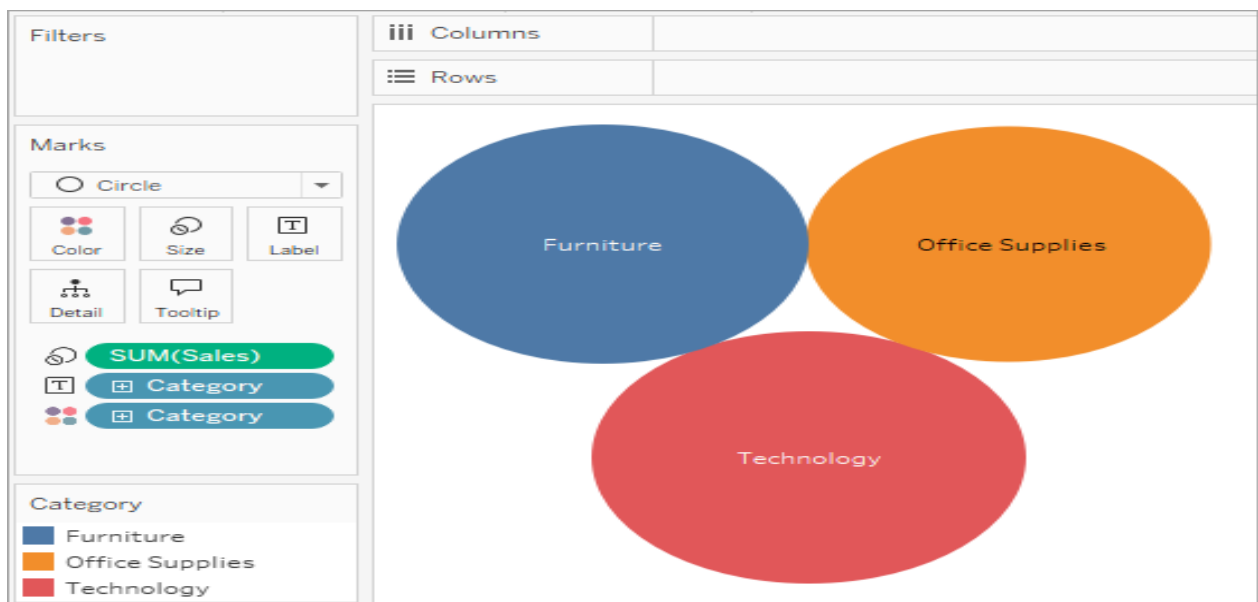 Filters
Columns
Rows
Marks
Circle
Color
Size
Label
Detail
Tooltip
SUM(Sales)
Category
Category
Category
Furniture
Office Supplies
Technology
Furniture
Office Supplies
Technology